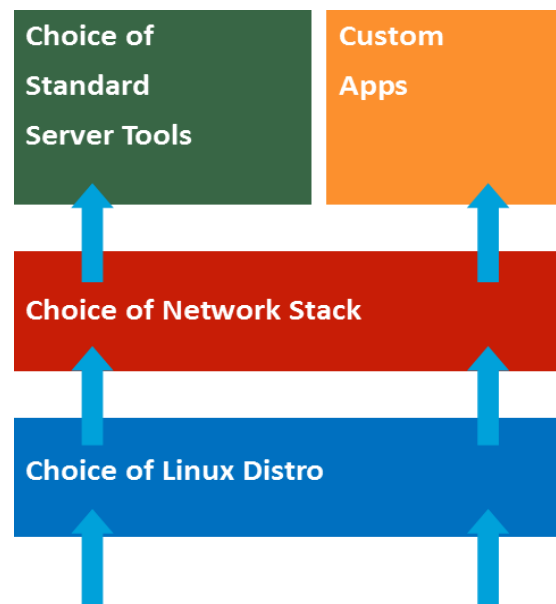 Choice of
Standard
Server Tools
Custom
Apps
Choice of Network Stack
Choice of Linux Distro